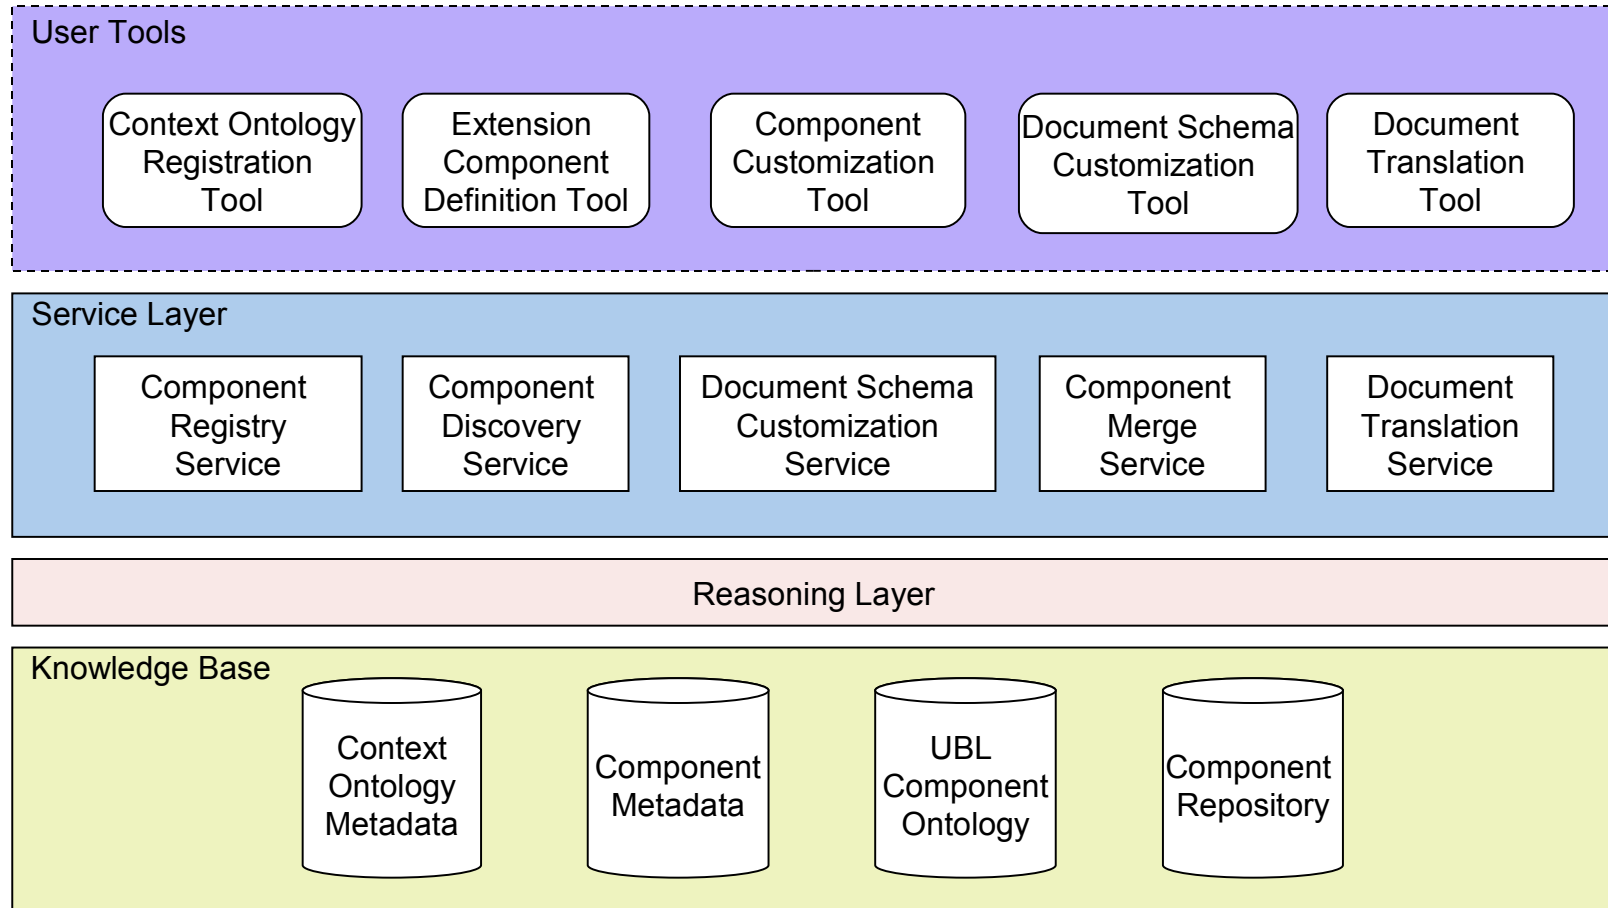 User Tools
Context Ontology
Registration
Tool
Extension
Component
Definition Tool
Component
Customization
Tool
Document Schema
Customization
Tool
Document
Translation
Tool
Service Layer
Component
Registry
Service
Component
Discovery
Service
Document Schema
Customization
Service
Component
Merge
Service
Document
Translation
Service
Reasoning Layer
Knowledge Base
Context
Ontology
Metadata
Component
Metadata
UBL
Component
Ontology
Component
Repository